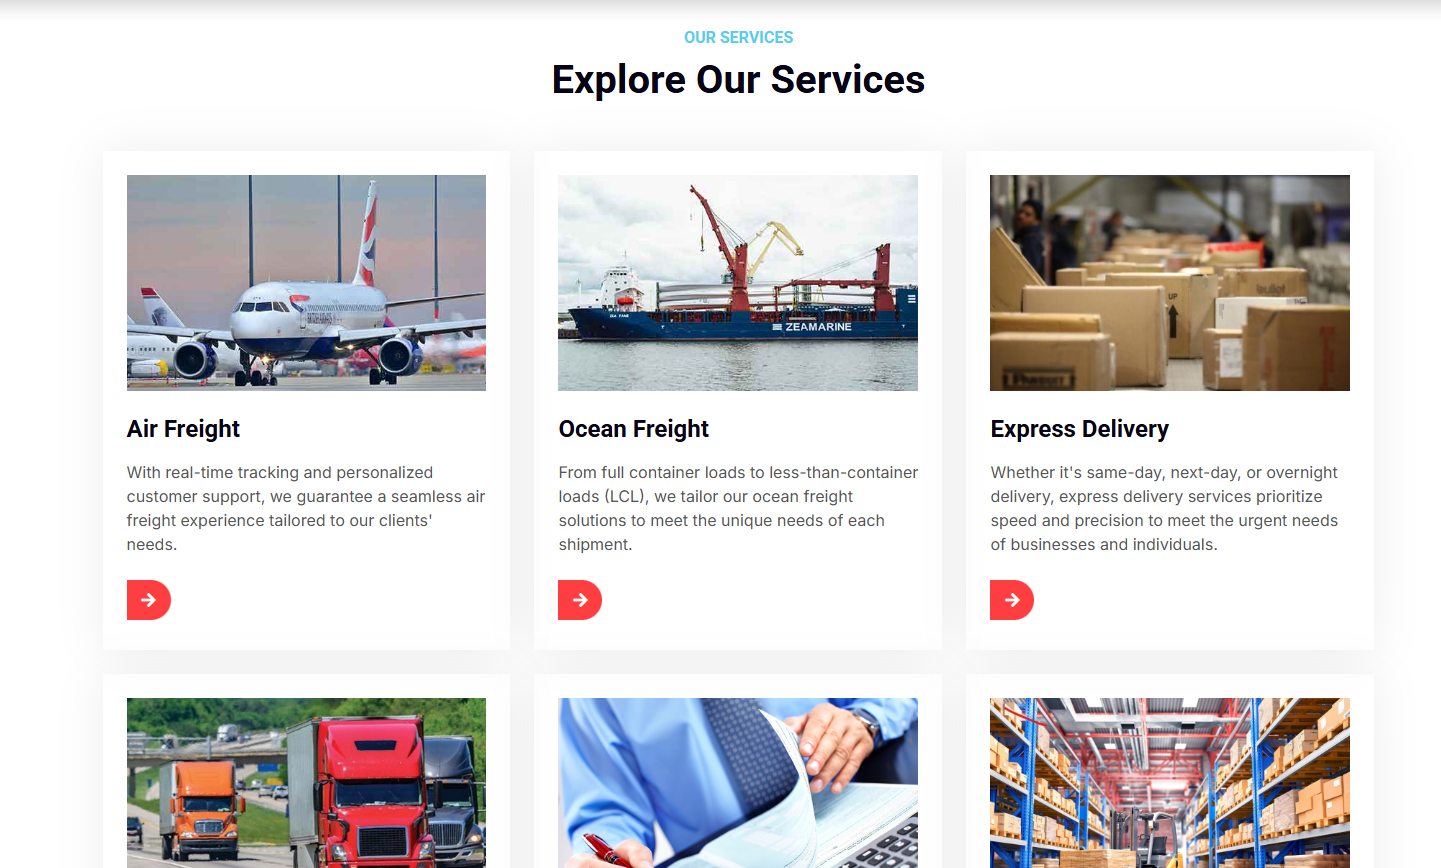 OUR SERVICES
Explore Our Services
ZEAMARINE
UP
Air Freight
With real-time tracking and personalized
customer support, we guarantee a seamless air
freight experience tailored to our clients'
needs.
Ocean Freight
From full container loads to less-than-container
loads (LCL), we tailor our ocean freight
solutions to meet the unique needs of each
shipment.
Express Delivery
Whether it's same-day, next-day, or overnight
delivery, express delivery services prioritize
speed and precision to meet the urgent needs
of businesses and individuals.